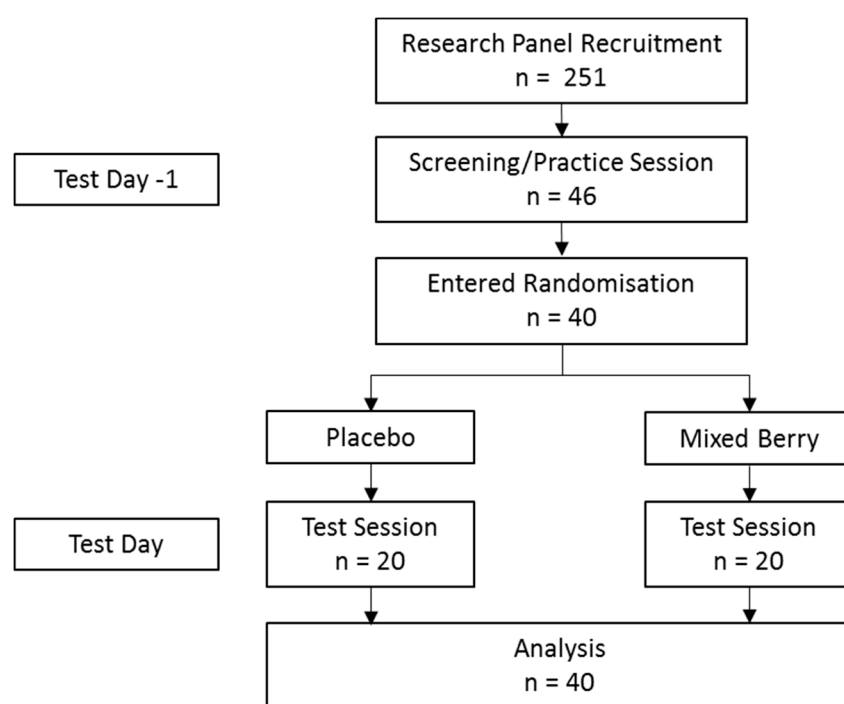 Research Panel Recruitment
n = 251
Test Day -1
Screening/Practice Session
n = 46
Entered Randomisation
n = 40
Placebo
Mixed Berry
Test Day
Test Session
n = 20
Test Session
n = 20
Analysis
n = 40